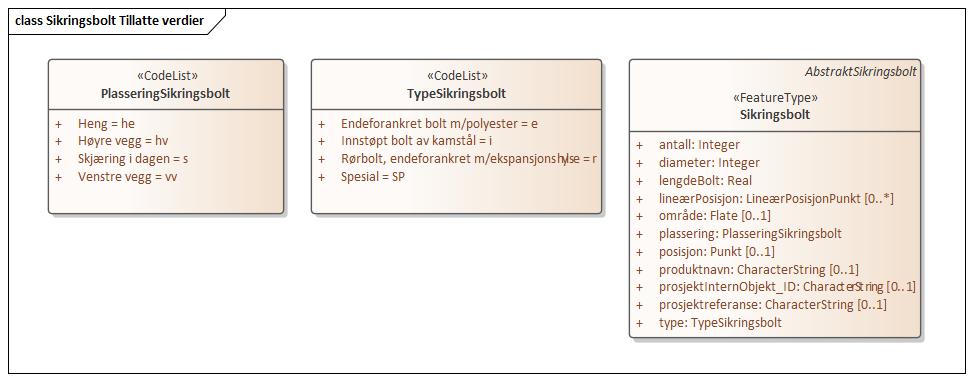 class Sikringsbolt Tillatte verdier
«CodeList»
PlasseringSikringsbolt
+ Heng = he
+ Høyre vegg = hv
+ Skjæring i dagen = s
+ Venstre vegg = vv
«CodeList»
TypeSikringsbolt
+ Endeforankret bolt m/polyester = e
+ Innstøpt bolt av kamstål = i
+ Rørbolt, endeforankret m/ekspansjonshylse = r
+ Spesial = SP
AbstraktSikringsbolt
«FeatureType»
Sikringsbolt
+ antall: Integer
+ diameter: Integer
+ lengdeBolt: Real
+ lineærPosisjon: LineærPosisjonPunkt [0..*]
+ område: Flate [0..1]
+ plassering: PlasseringSikringsbolt
+ posisjon: Punkt [0..1]
+ produktnavn: CharacterString [0..1]
+ prosjektInternObjekt_ID: CharacterString [0..1]
+ prosjektreferanse: CharacterString [0..1]
+ type: TypeSikringsbolt